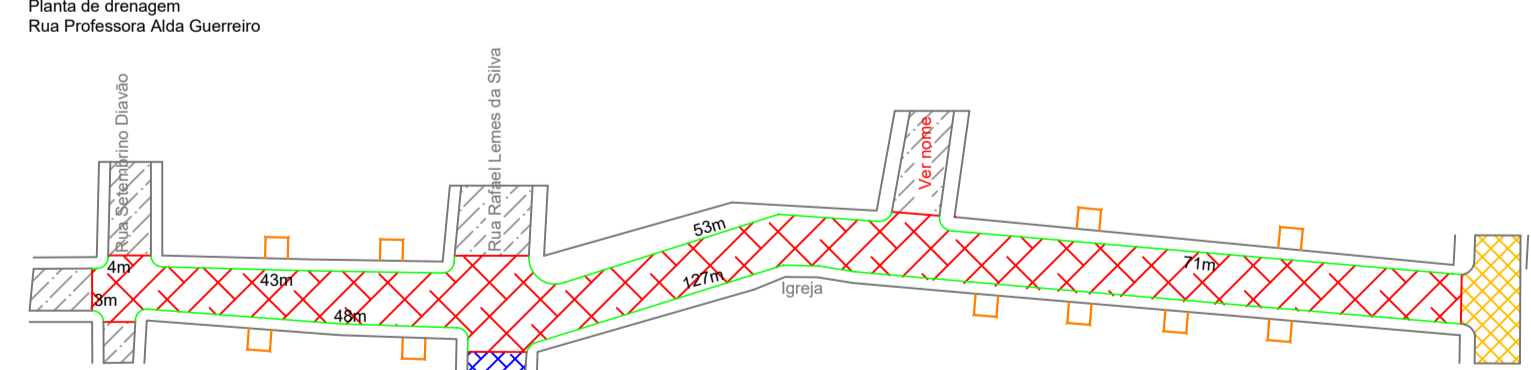 Planta de drenagem
Rua Professora Alda Guerreiro
Rua Setembrino Diavão
Rua Rafael Lemes da Silva
Ver nome
53m
4m
43m
127m
71m
Igreja
3m
48m